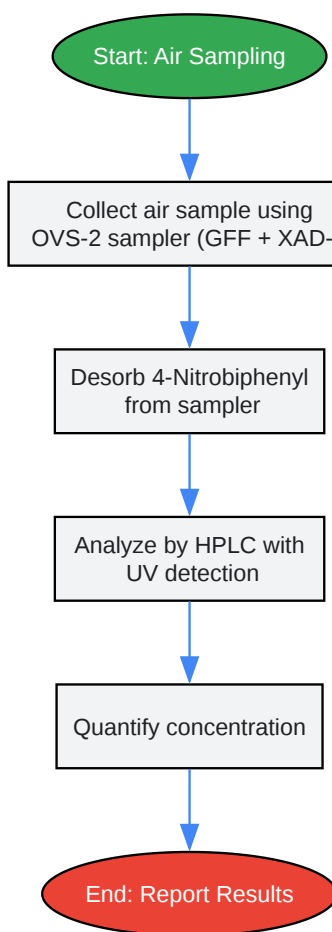 Start: Air Sampling
Collect air sample using
OVS-2 sampler (GFF + XAD-
Desorb 4-Nitrobiphenyl
from sampler
Analyze by HPLC with
UV detection
Quantify concentration
End: Report Results